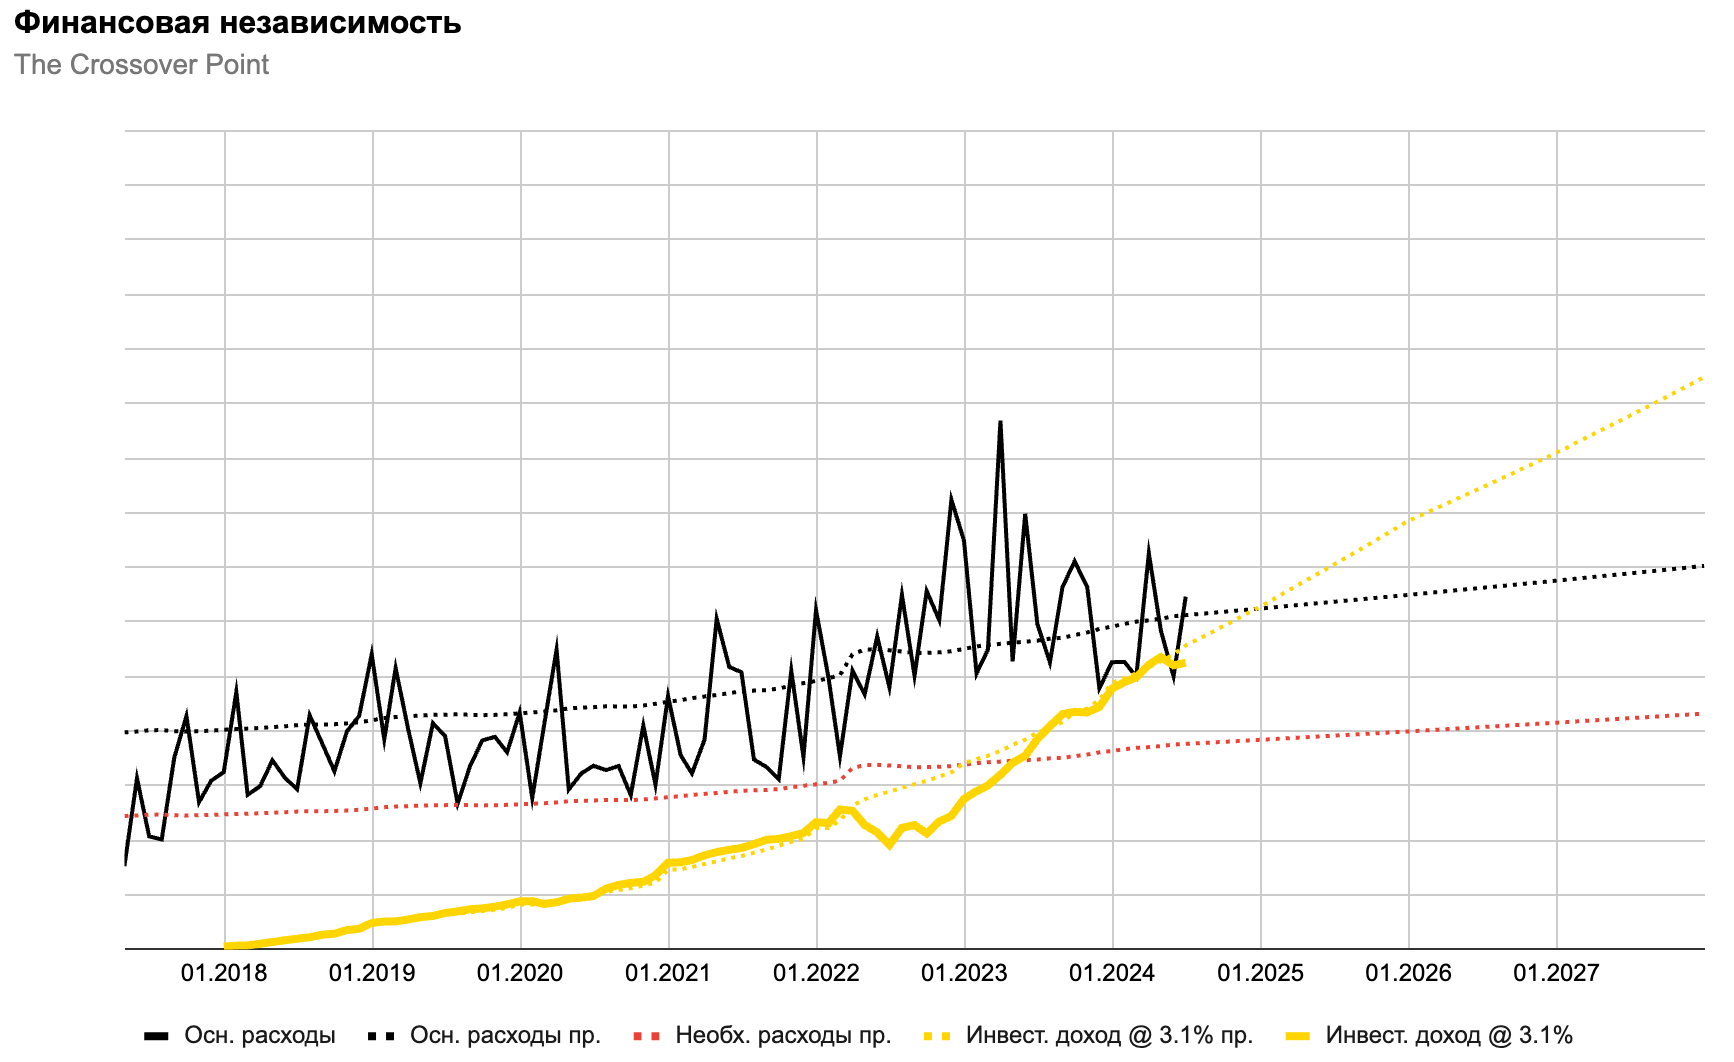 Финансовая независимость
The Crossover Point
01.2018 01.2019 01.2020 01.2021 01.2022 01.2023 01.2024 01.2025 01.2026 01.2027
Осн. расходы Осн. расходы пр. Необх. расходы пр. Инвест. доход @ 3.1% пр. Инвест. доход @ 3.1%